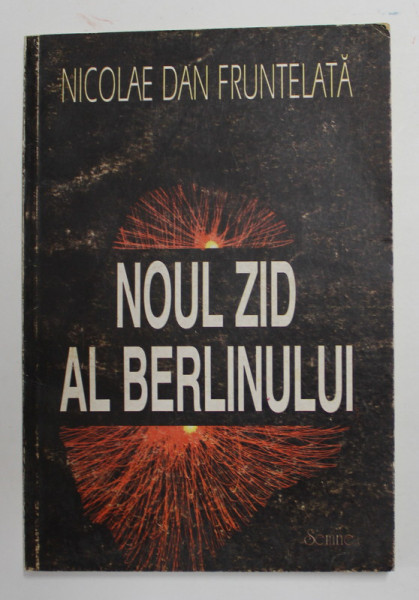 NICOLAE DAN FRUNTELATĂ
NOUL ZID
AL BERLINULUI
Semne